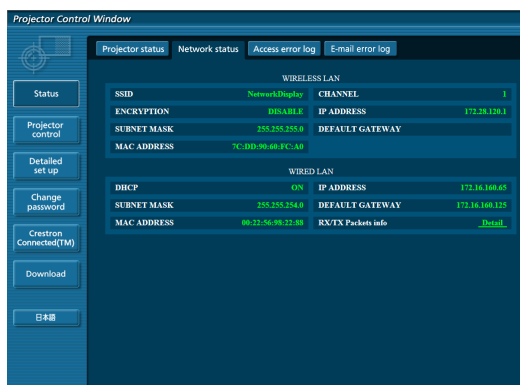 Projector Control Window
Projector status Network status Access error log E-mail error log
Status
Projector control
Detailed set up
Change password
Crestron Connected(TM)
Download
日本語
WIRELESS LAN
SSID NetworkDisplay CHANNEL 1
ENCRYPTION DISABLE IP ADDRESS 172.28.120.1
SUBNET MASK 255.255.255.0 DEFAULT GATEWAY
MAC ADDRESS 7C:DD:90:60:FC:A0
WIRED LAN
DHCP ON IP ADDRESS 172.16.160.65
SUBNET MASK 255.255.254.0 DEFAULT GATEWAY 172.16.160.125
MAC ADDRESS 00:22:56:98:22:88 RX/TX Packets info Detail